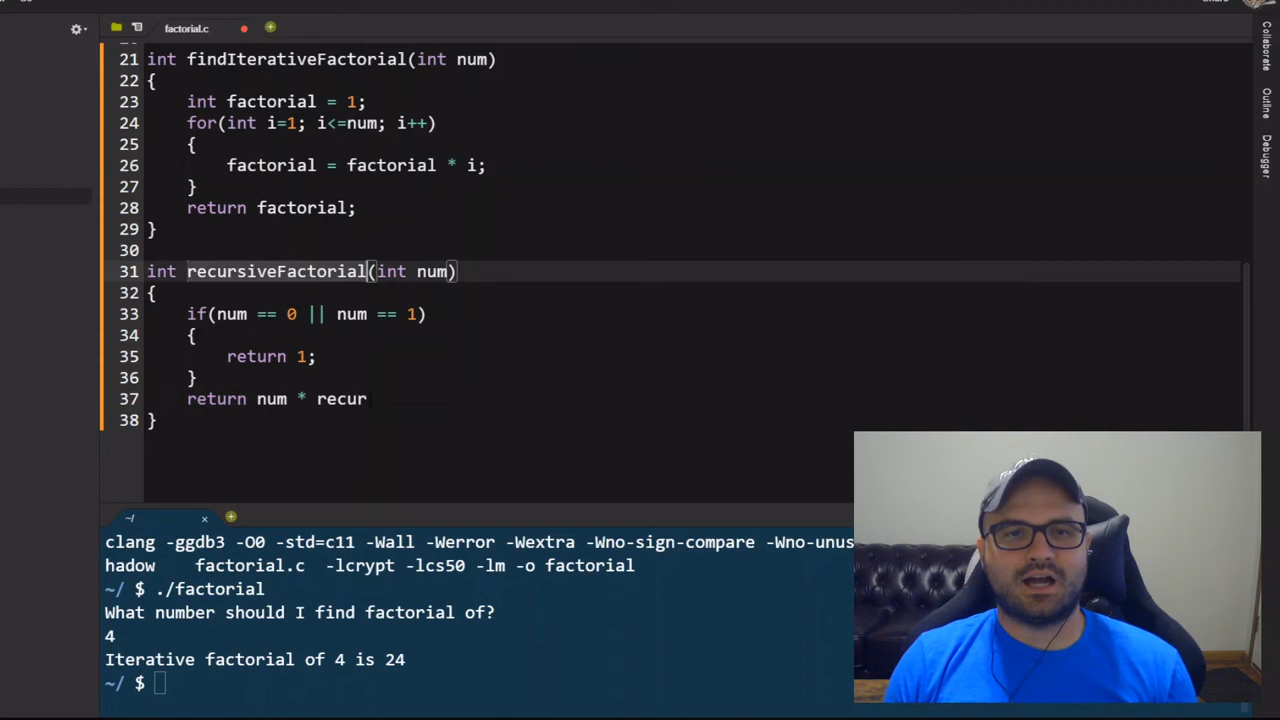 factorial.c
21 int findIterativeFactorial(int num)
22 {
23 int factorial = 1;
24 for(int i=1; i<=num; i++)
25 {
26 factorial = factorial * i;
27 }
28 return factorial;
29 }
30
31 int recursiveFactorial(int num)
32 {
33 if(num == 0 || num == 1)
34 {
35 return 1;
36 }
37 return num * recur
38 }
Collaborate
Outline
Debugger
~/
clang -ggdb3 -O0 -std=c11 -Wall -Werror -Wextra -Wno-sign-compare -Wno-unus
hadow factorial.c -lcrypt -lcs50 -lm -o factorial
~/ $ ./factorial
What number should I find factorial of?
4
Iterative factorial of 4 is 24
~/ $